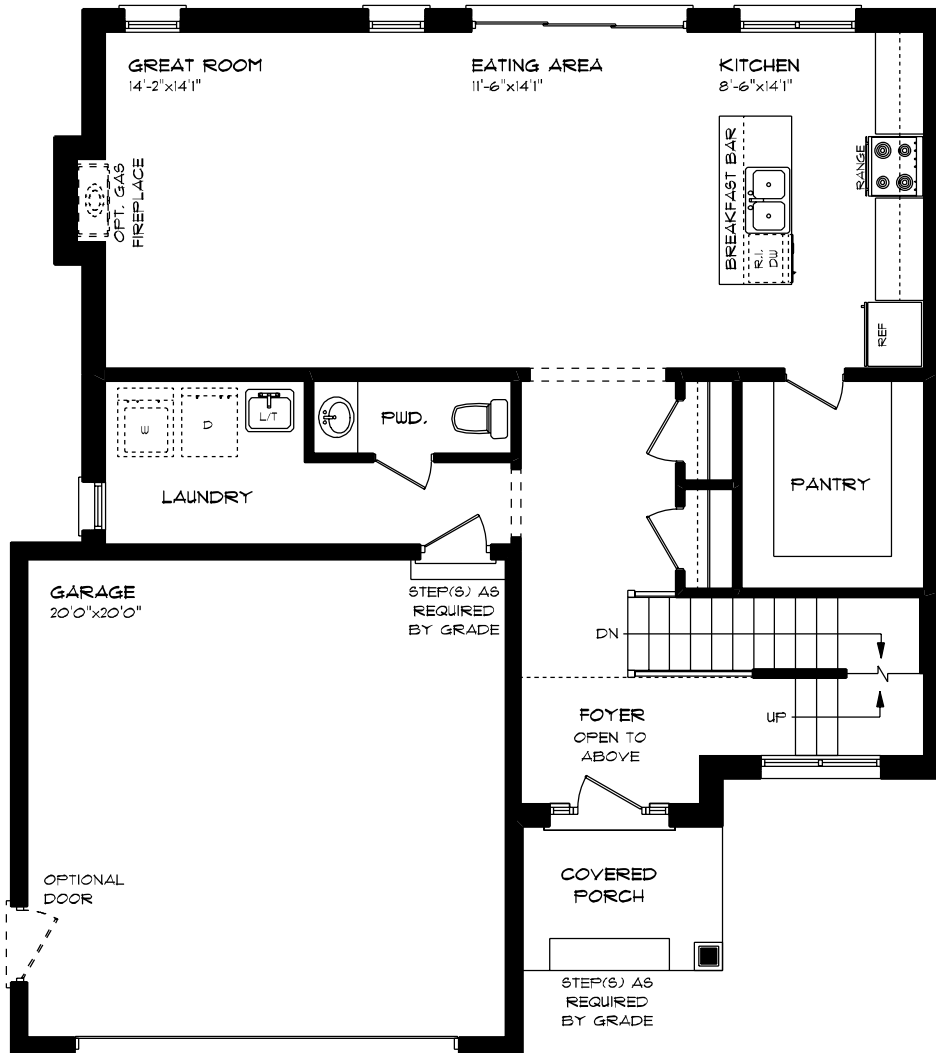 GREAT ROOM
14'-2"x14'1"
EATING AREA
11'-6"x14'1"
KITCHEN
8'-6"x14'1"
OPT. GAS
FIREPLACE
BREAKFAST BAR
R.I.
DW
RANGE
REF
W
D
L/T
PWD.
LAUNDRY
PANTRY
GARAGE
20'0"x20'0"
STEP(S) AS
REQUIRED
BY GRADE
DN
UP
FOYER
OPEN TO
ABOVE
OPTIONAL
DOOR
COVERED
PORCH
STEP(S) AS
REQUIRED
BY GRADE